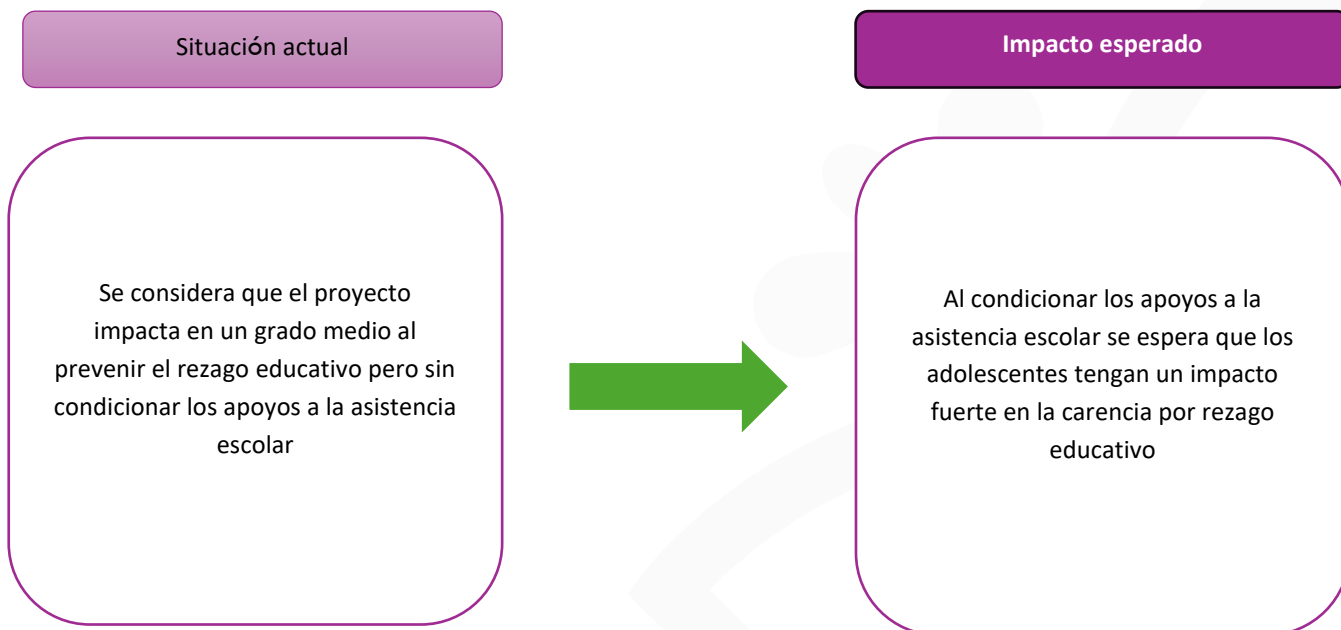 Situación actual
Impacto esperado
Se considera que el proyecto
impacta en un grado medio al
prevenir el rezago educativo pero sin
condicionar los apoyos a la asistencia
escolar
Al condicionar los apoyos a la
asistencia escolar se espera que los
adolescentes tengan un impacto
fuerte en la carencia por rezago
educativo